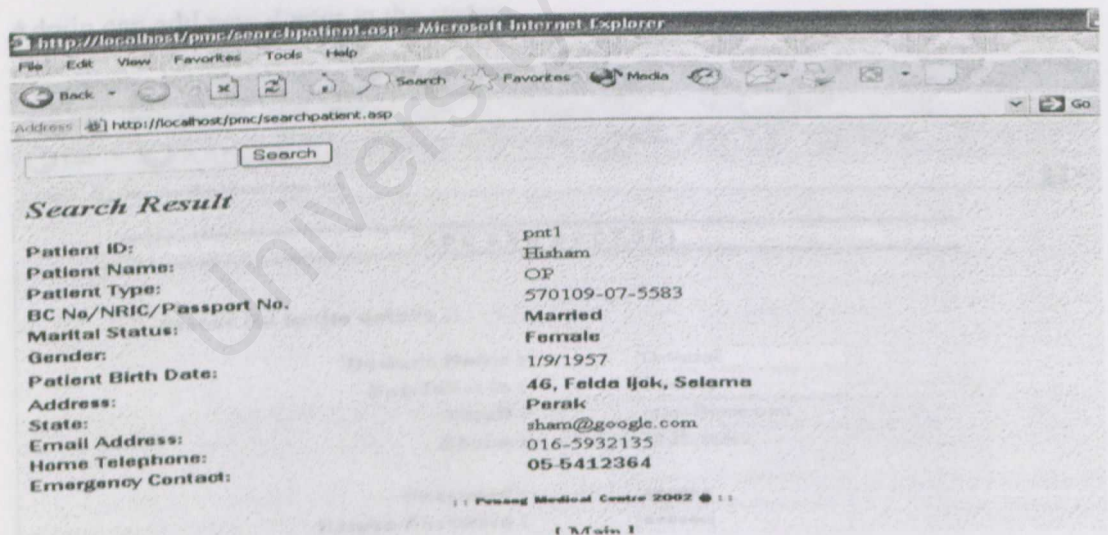 http://localhost/pmc/searchpatient.asp - Microsoft Internet Explorer
File Edit View Favorites Tools Help
Back Search Favorites Media
Address http://localhost/pmc/searchpatient.asp Go
Search
Search Result
Patient ID: pnt1
Patient Name: Hisham
Patient Type: OP
BC No/NRIC/Passport No. 570109-07-5583
Marital Status: Married
Gender: Female
Patient Birth Date: 1/9/1957
Address: 46, Felda Ijok, Selama
State: Perak
Email Address: sham@google.com
Home Telephone: 016-5932135
Emergency Contact: 05-5412364
: : Penang Medical Centre 2002 : :
[ Main ]
University